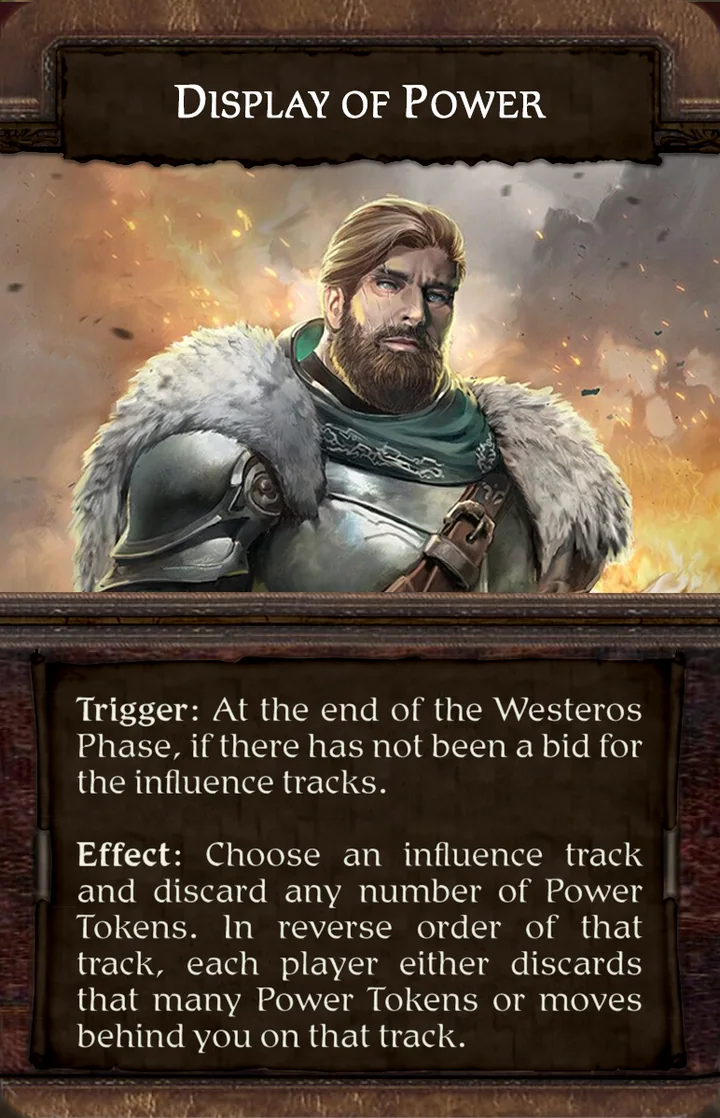 Display of Power
Trigger: At the end of the Westeros
Phase, if there has not been a bid for
the influence tracks.
Effect: Choose an influence track
and discard any number of Power
Tokens. In reverse order of that
track, each player either discards
that many Power Tokens or moves
behind you on that track.